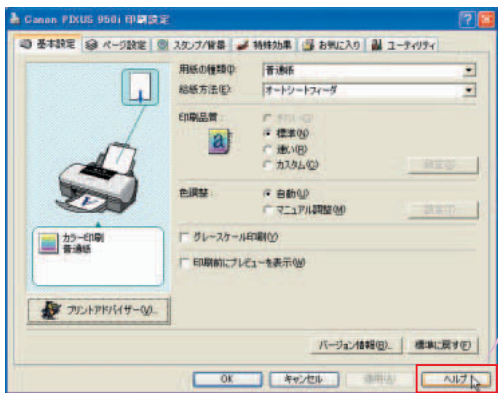 Canon PIXUS 950i 印刷設定
基本設定 ページ設定 スタンプ/背景 特殊効果 お気に入り ユーティリティ
用紙の種類(I): 普通紙
給紙方法(E): オートシートフィーダ
印刷品質:
標準(N)
速い(R)
カスタム(C)
色調整:
自動(U)
マニュアル調整(M)
グレースケール印刷(Y)
印刷前にプレビューを表示(W)
カラー印刷
普通紙
プリントアドバイザー(V)...
バージョン情報(B)... 標準に戻す(F)
OK キャンセル ヘルプ